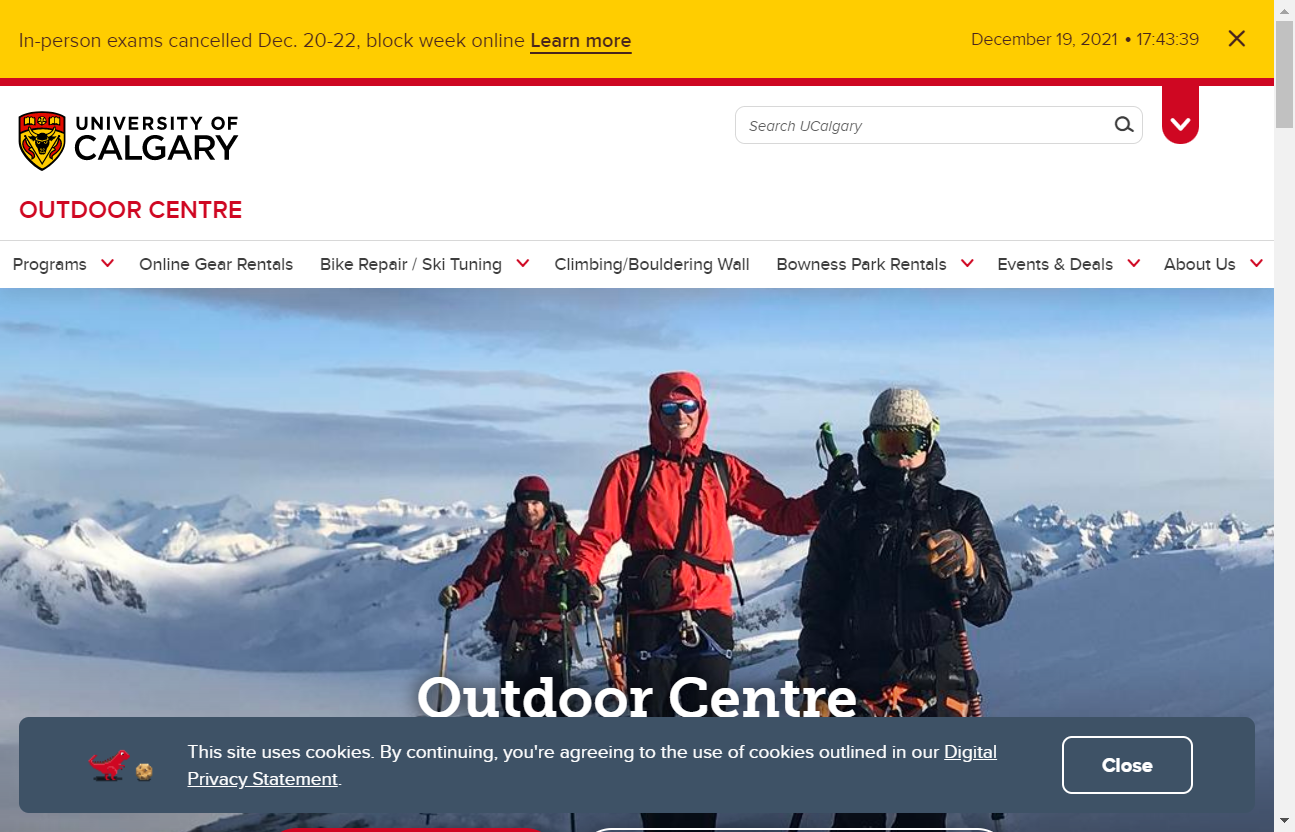 In-person exams cancelled Dec. 20-22, block week online Learn more
December 19, 2021 • 17:43:39
UNIVERSITY OF
CALGARY
Search UCalgary
OUTDOOR CENTRE
Programs
Online Gear Rentals
Bike Repair / Ski Tuning
Climbing/Bouldering Wall
Bowness Park Rentals
Events & Deals
About Us
Outdoor Centre
This site uses cookies. By continuing, you're agreeing to the use of cookies outlined in our Digital
Privacy Statement.
Close